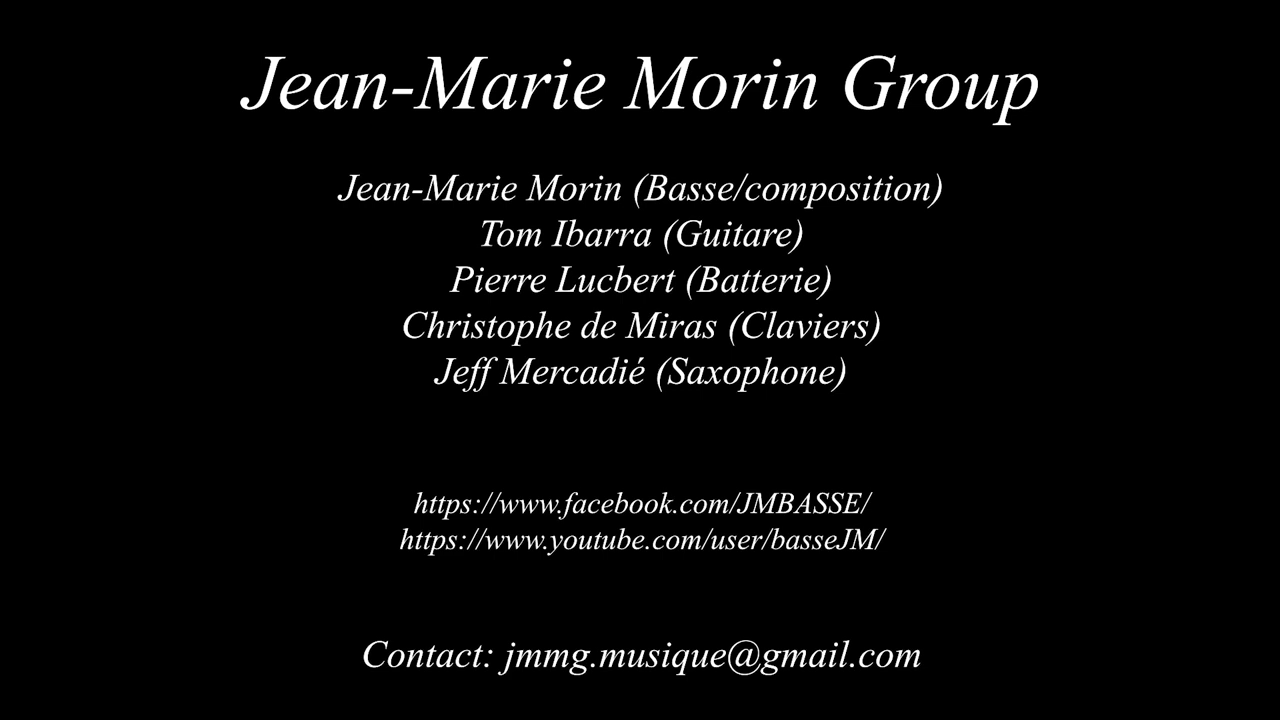 Jean-Marie Morin Group
Jean-Marie Morin (Basse/composition)
Tom Ibarra (Guitare)
Pierre Lucbert (Batterie)
Christophe de Miras (Claviers)
Jeff Mercadié (Saxophone)
https://www.facebook.com/JMBASSE/
https://www.youtube.com/user/basseJM/
Contact: jmmg.musique@gmail.com